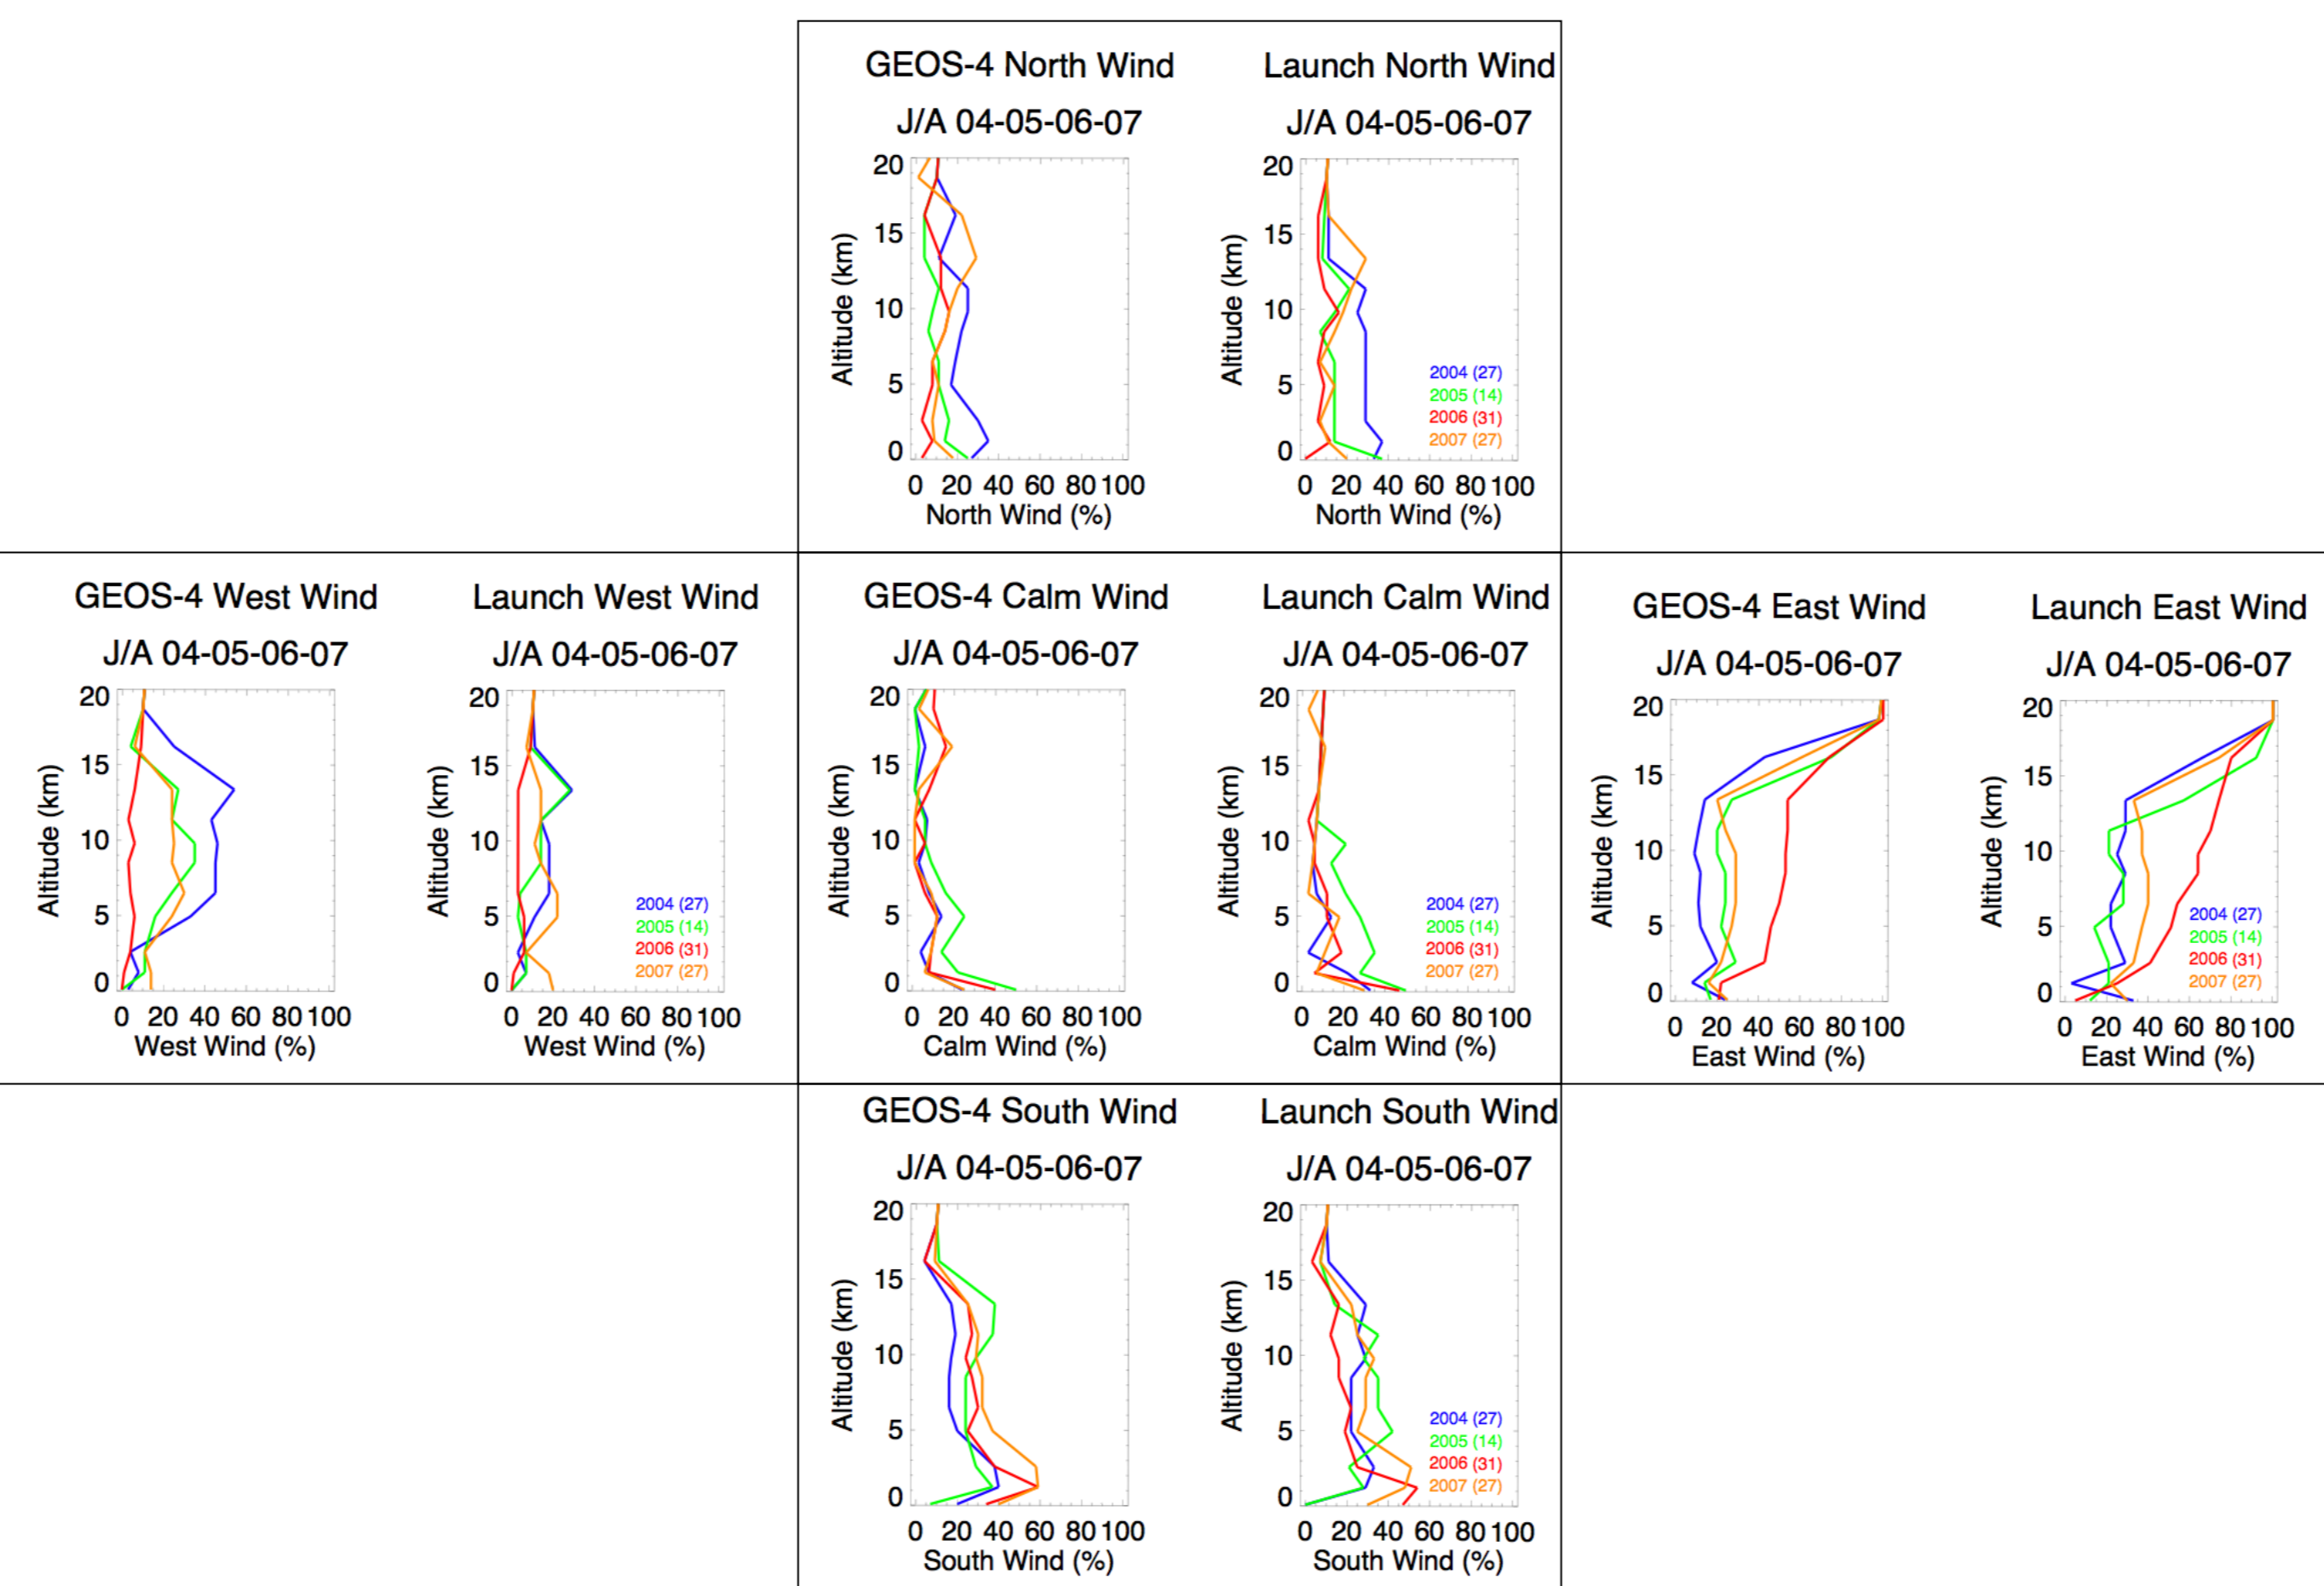 GEOS-4 North Wind
J/A 04-05-06-07
20
15
10
5
0
Altitude (km)
0 20 40 60 80 100
North Wind (%)
Launch North Wind
J/A 04-05-06-07
20
15
10
5
0
Altitude (km)
2004 (27)
2005 (14)
2006 (31)
2007 (27)
0 20 40 60 80 100
North Wind (%)
GEOS-4 West Wind
J/A 04-05-06-07
20
15
10
5
0
Altitude (km)
0 20 40 60 80 100
West Wind (%)
Launch West Wind
J/A 04-05-06-07
20
15
10
5
0
Altitude (km)
2004 (27)
2005 (14)
2006 (31)
2007 (27)
0 20 40 60 80 100
West Wind (%)
GEOS-4 Calm Wind
J/A 04-05-06-07
20
15
10
5
0
Altitude (km)
0 20 40 60 80 100
Calm Wind (%)
Launch Calm Wind
J/A 04-05-06-07
20
15
10
5
0
Altitude (km)
2004 (27)
2005 (14)
2006 (31)
2007 (27)
0 20 40 60 80 100
Calm Wind (%)
GEOS-4 East Wind
J/A 04-05-06-07
20
15
10
5
0
Altitude (km)
0 20 40 60 80 100
East Wind (%)
Launch East Wind
J/A 04-05-06-07
20
15
10
5
0
Altitude (km)
2004 (27)
2005 (14)
2006 (31)
2007 (27)
0 20 40 60 80 100
East Wind (%)
GEOS-4 South Wind
J/A 04-05-06-07
20
15
10
5
0
Altitude (km)
0 20 40 60 80 100
South Wind (%)
Launch South Wind
J/A 04-05-06-07
20
15
10
5
0
Altitude (km)
2004 (27)
2005 (14)
2006 (31)
2007 (27)
0 20 40 60 80 100
South Wind (%)